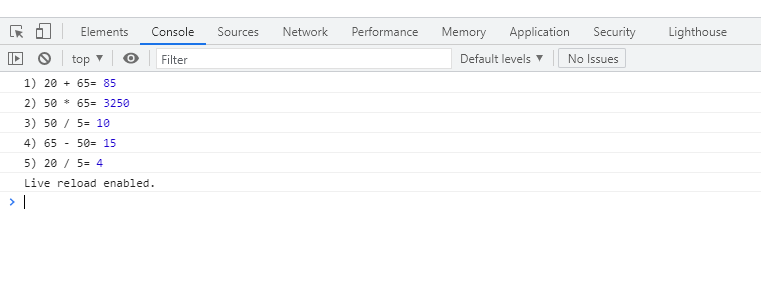 Elements Console Sources Network Performance Memory Application Security Lighthouse
top ▼ Filter Default levels ▼ No Issues
1) 20 + 65= 85
2) 50 * 65= 3250
3) 50 / 5= 10
4) 65 - 50= 15
5) 20 / 5= 4
Live reload enabled.
>